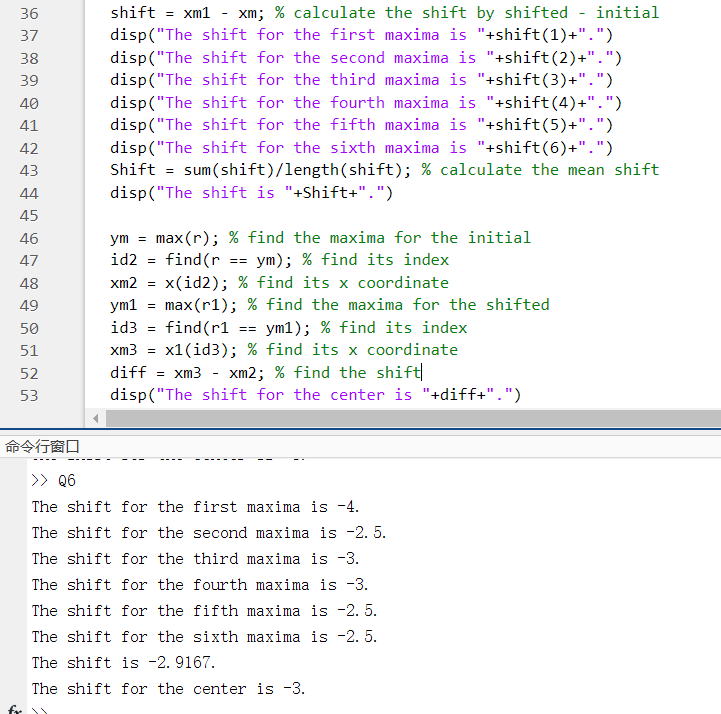 36 shift = xm1 - xm; % calculate the shift by shifted - initial
37 disp("The shift for the first maxima is "+shift(1)+".")
38 disp("The shift for the second maxima is "+shift(2)+".")
39 disp("The shift for the third maxima is "+shift(3)+".")
40 disp("The shift for the fourth maxima is "+shift(4)+".")
41 disp("The shift for the fifth maxima is "+shift(5)+".")
42 disp("The shift for the sixth maxima is "+shift(6)+".")
43 Shift = sum(shift)/length(shift); % calculate the mean shift
44 disp("The shift is "+Shift+".")
45
46 ym = max(r); % find the maxima for the initial
47 id2 = find(r == ym); % find its index
48 xm2 = x(id2); % find its x coordinate
49 ym1 = max(r1); % find the maxima for the shifted
50 id3 = find(r1 == ym1); % find its index
51 xm3 = x1(id3); % find its x coordinate
52 diff = xm3 - xm2; % find the shift
53 disp("The shift for the center is "+diff+".")
命令行窗口
>> Q6
The shift for the first maxima is -4.
The shift for the second maxima is -2.5.
The shift for the third maxima is -3.
The shift for the fourth maxima is -3.
The shift for the fifth maxima is -2.5.
The shift for the sixth maxima is -2.5.
The shift is -2.9167.
The shift for the center is -3.
fx >>